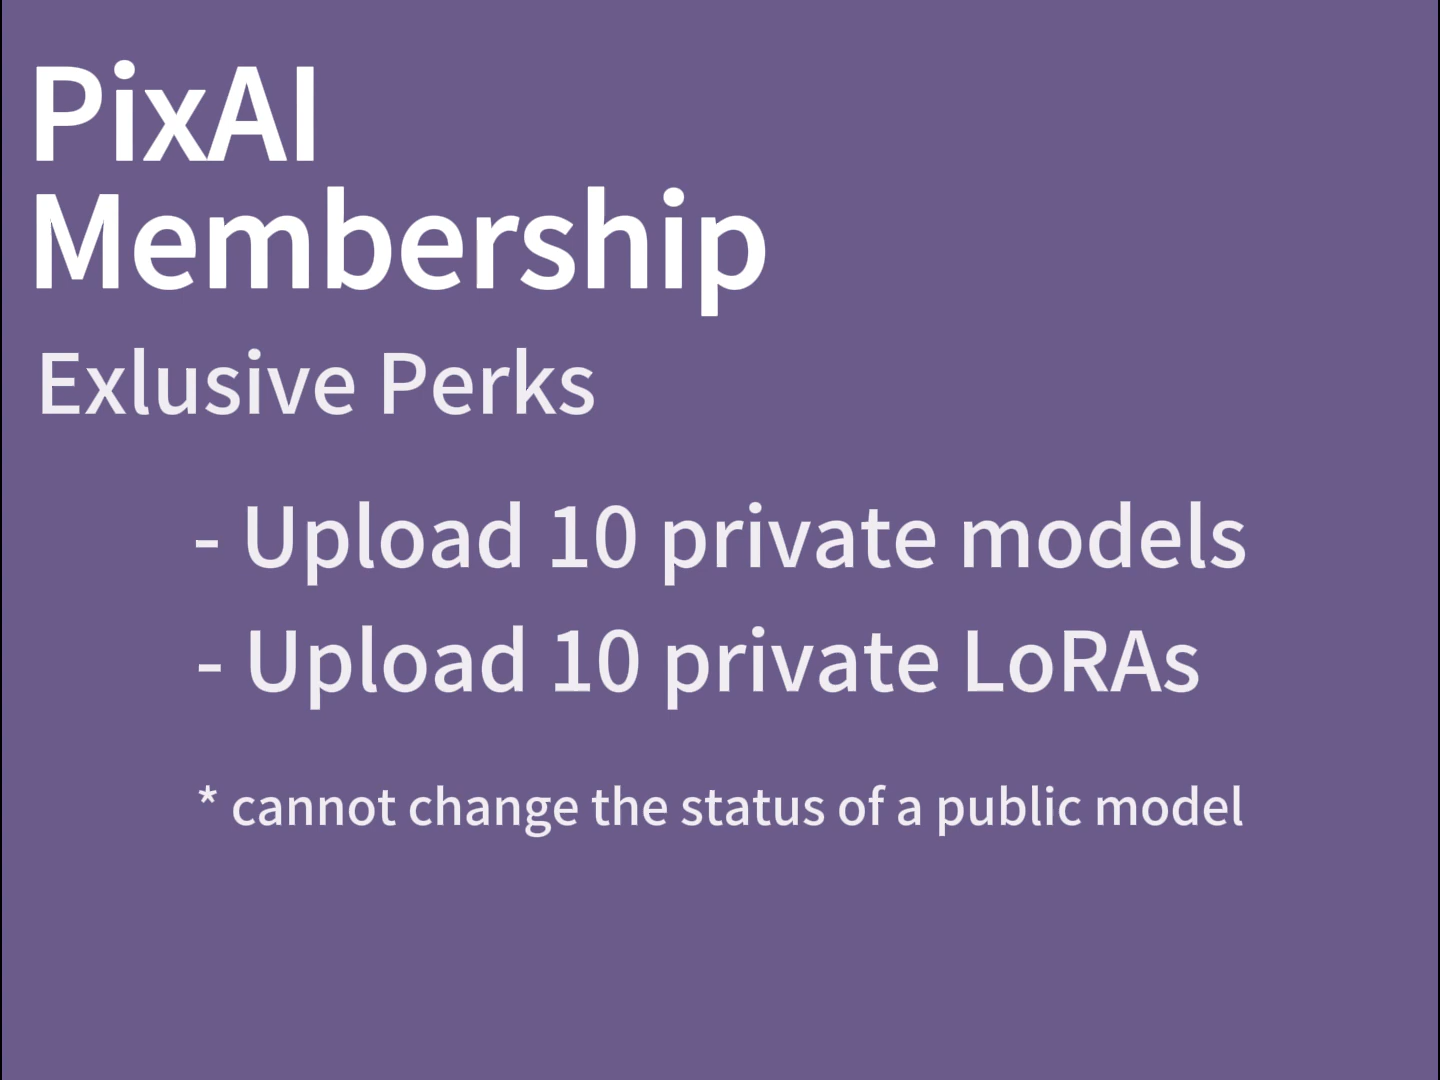 PixAI
Membership
Exlusive Perks
- Upload 10 private models
- Upload 10 private LoRAs
* cannot change the status of a public model